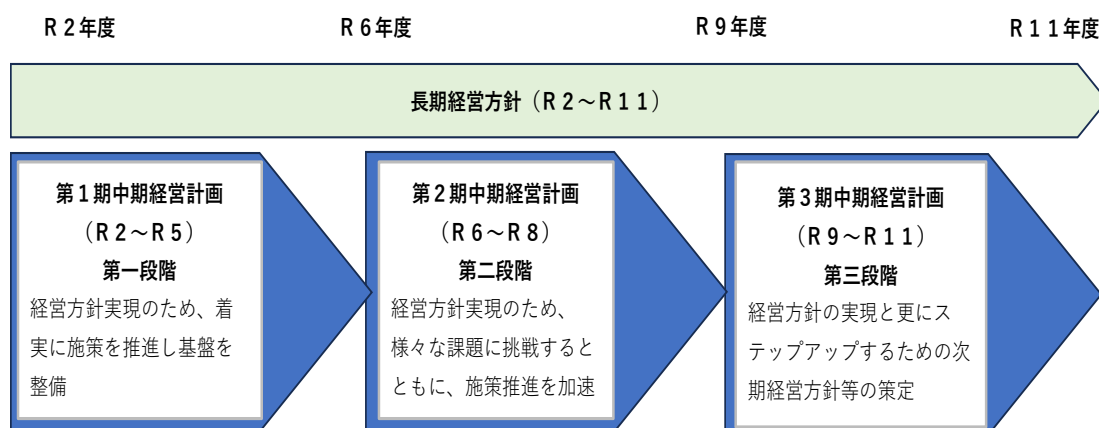 R2年度
R6年度
R9年度
R11年度
長期経営方針(R2~R11)
第1期中期経営計画
(R2~R5)
第一段階
経営方針実現のため、着
実に施策を推進し基盤を
整備
第2期中期経営計画
(R6~R8)
第二段階
経営方針実現のため、
様々な課題に挑戦すると
ともに、施策推進を加速
第3期中期経営計画
(R9~R11)
第三段階
経営方針の実現と更にス
テップアップするための次
期経営方針等の策定